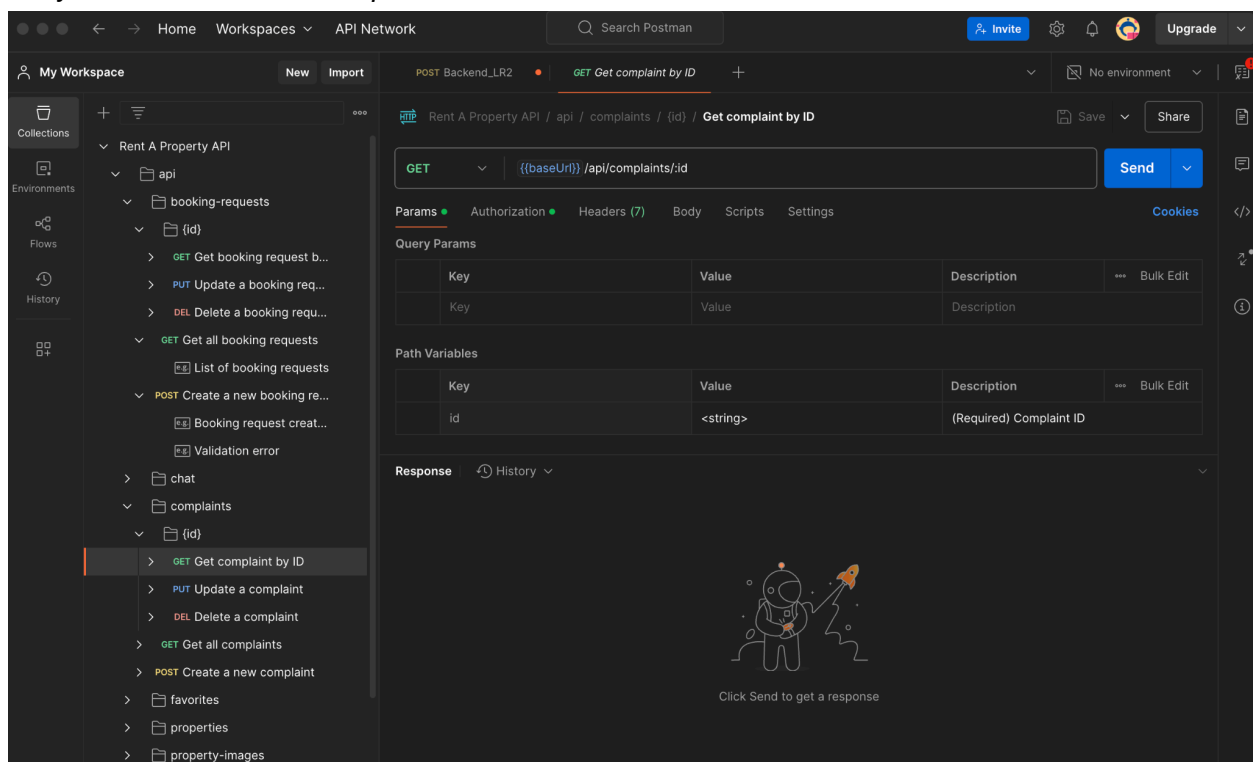 Home Workspaces API Network Search Postman Invite Upgrade
My Workspace New Import POST Backend_LR2 GET Get complaint by ID No environment
Collections
Environments
Flows
History
Rent A Property API
api
booking-requests
{id}
GET Get booking request b...
PUT Update a booking req...
DEL Delete a booking requ...
GET Get all booking requests
e.g. List of booking requests
POST Create a new booking re...
e.g. Booking request creat...
e.g. Validation error
chat
complaints
{id}
GET Get complaint by ID
PUT Update a complaint
DEL Delete a complaint
GET Get all complaints
POST Create a new complaint
favorites
properties
property-images
HTTP Rent A Property API / api / complaints / {id} / Get complaint by ID Save Share
GET {{baseUrl}} /api/complaints/:id Send
Params Authorization Headers (7) Body Scripts Settings Cookies
Query Params
Key Value Description Bulk Edit
Key Value Description
Path Variables
Key Value Description Bulk Edit
id <string> (Required) Complaint ID
Response History
Click Send to get a response